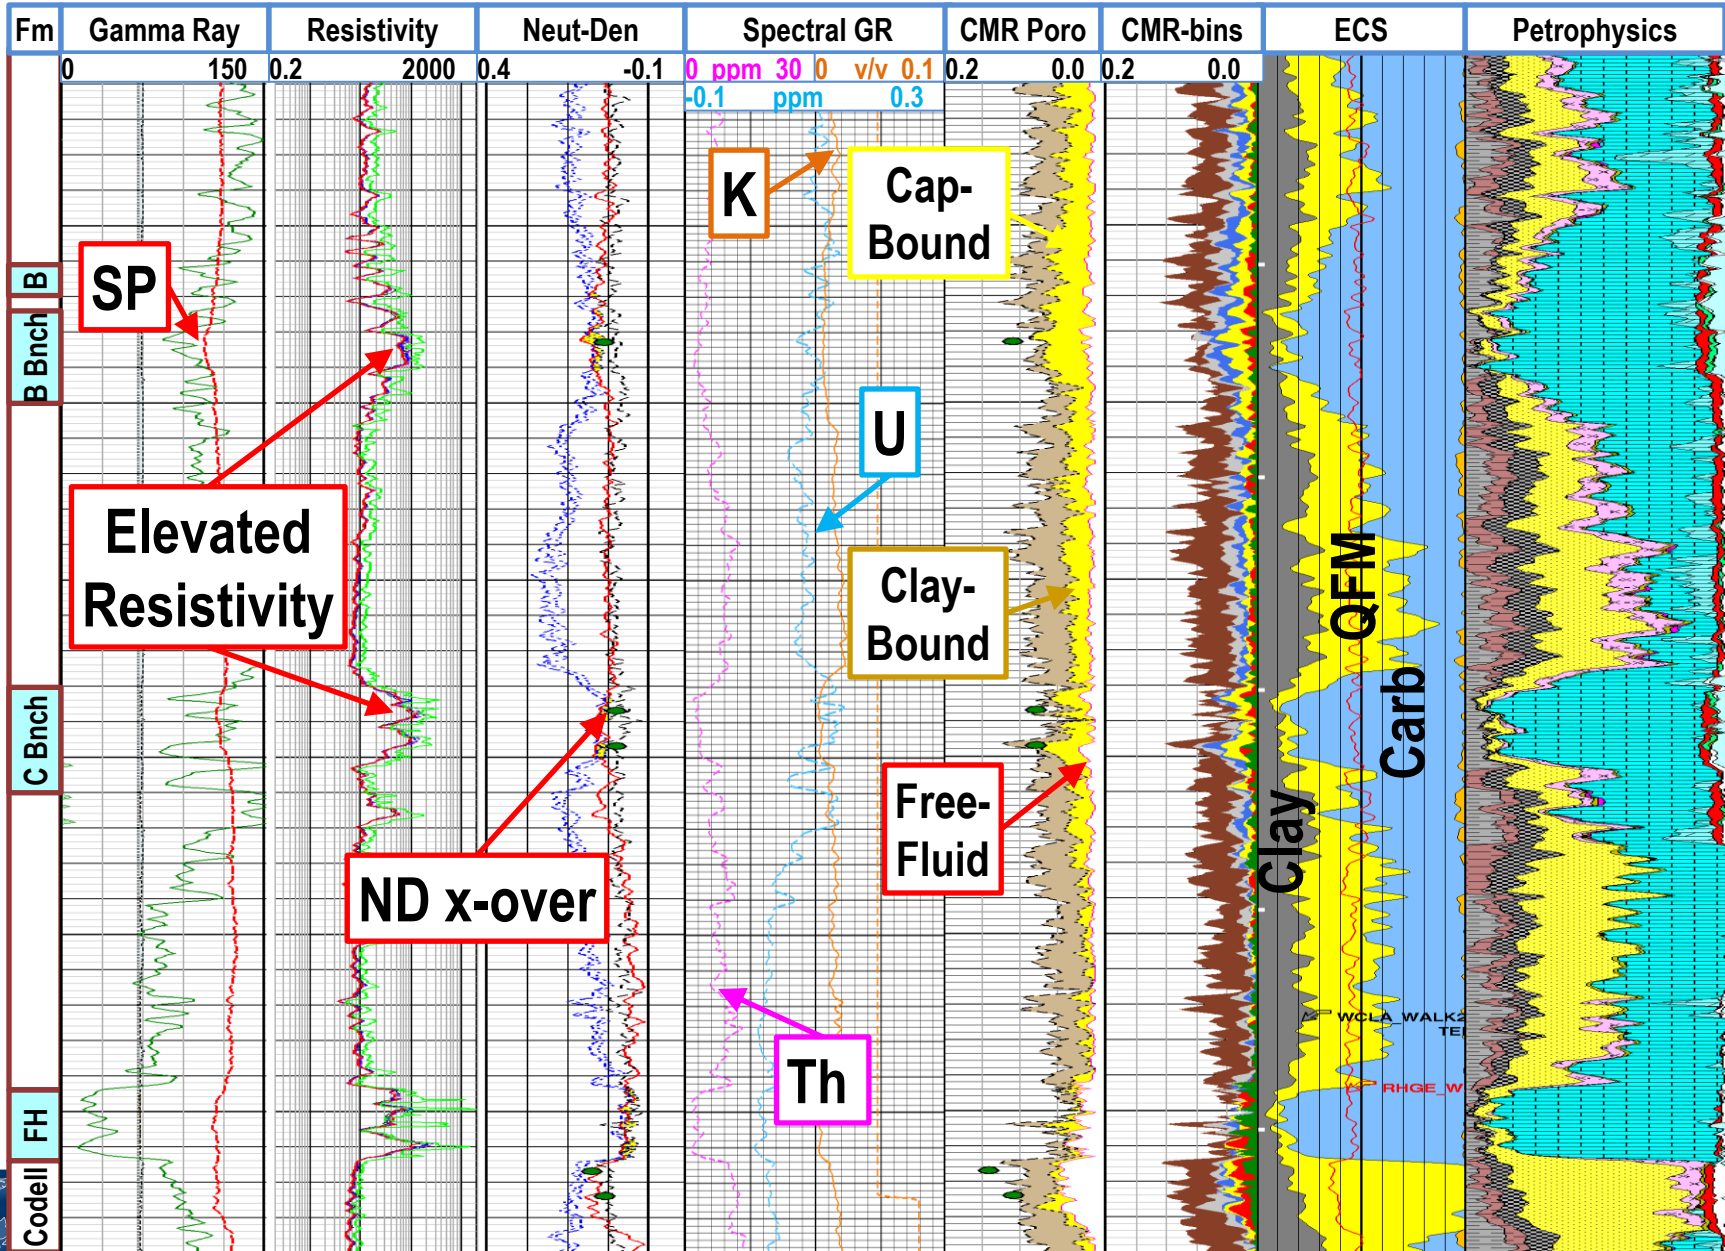 Fm Gamma Ray Resistivity Neut-Den Spectral GR CMR Poro CMR-bins ECS Petrophysics
0 150 0.2 2000 0.4 -0.1 0 ppm 30 0 v/v 0.1 0.2 0.0 0.2 0.0
-0.1 ppm 0.3
K
Cap-
Bound
SP
B
B Bnch
U
Elevated
Resistivity
QFM
Clay-
Bound
Carb
C Bnch
Free-
Fluid
Clay
ND x-over
WCLA_WALK2
TE
Th
RHGE_W
FH
Codell